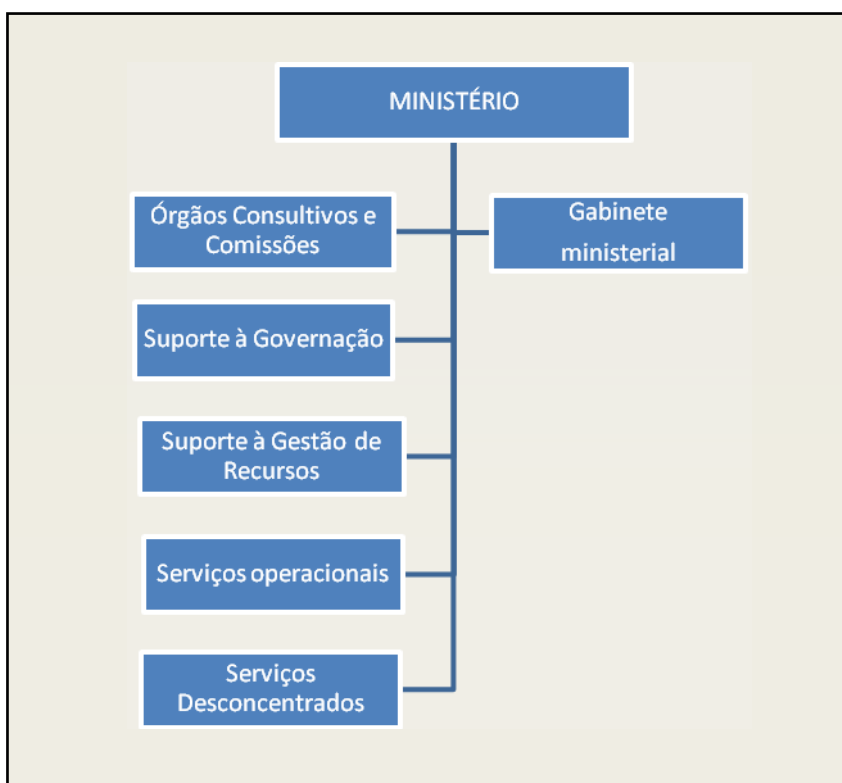 MINISTÉRIO
Órgãos Consultivos e
Comissões
Gabinete
ministerial
Suporte à Governação
Suporte à Gestão de
Recursos
Serviços operacionais
Serviços
Desconcentrados